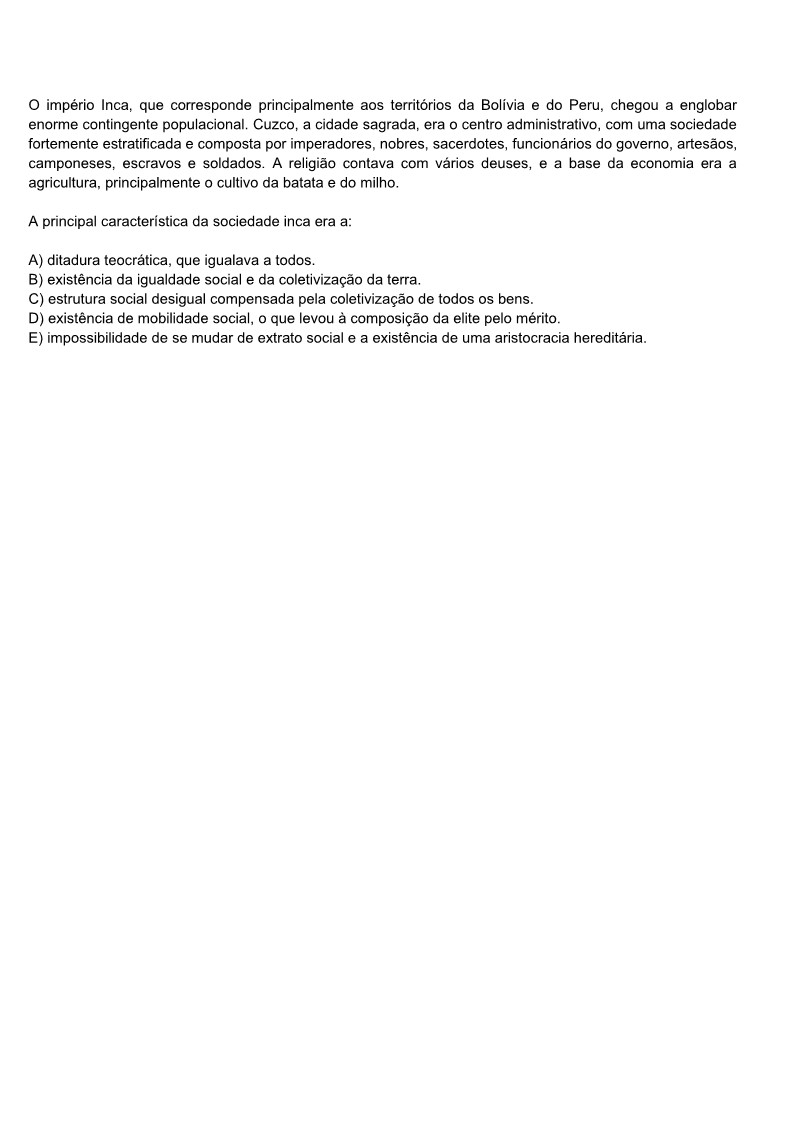 O império Inca, que corresponde principalmente aos territórios da Bolívia e do Peru, chegou a englobar
enorme contingente populacional. Cuzco, a cidade sagrada, era o centro administrativo, com uma sociedade
fortemente estratificada e composta por imperadores, nobres, sacerdotes, funcionários do governo, artesãos,
camponeses, escravos e soldados. A religião contava com vários deuses, e a base da economia era a
agricultura, principalmente o cultivo da batata e do milho.
A principal característica da sociedade inca era a:
A) ditadura teocrática, que igualava a todos.
B) existência da igualdade social e da coletivização da terra.
C) estrutura social desigual compensada pela coletivização de todos os bens.
D) existência de mobilidade social, o que levou à composição da elite pelo mérito.
E) impossibilidade de se mudar de extrato social e a existência de uma aristocracia hereditária.